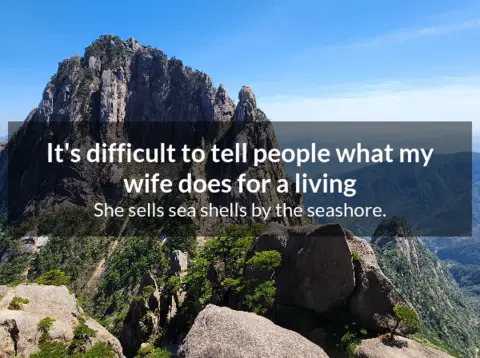 It's difficult to tell people what my
wife does for a living
She sells sea shells by the seashore.